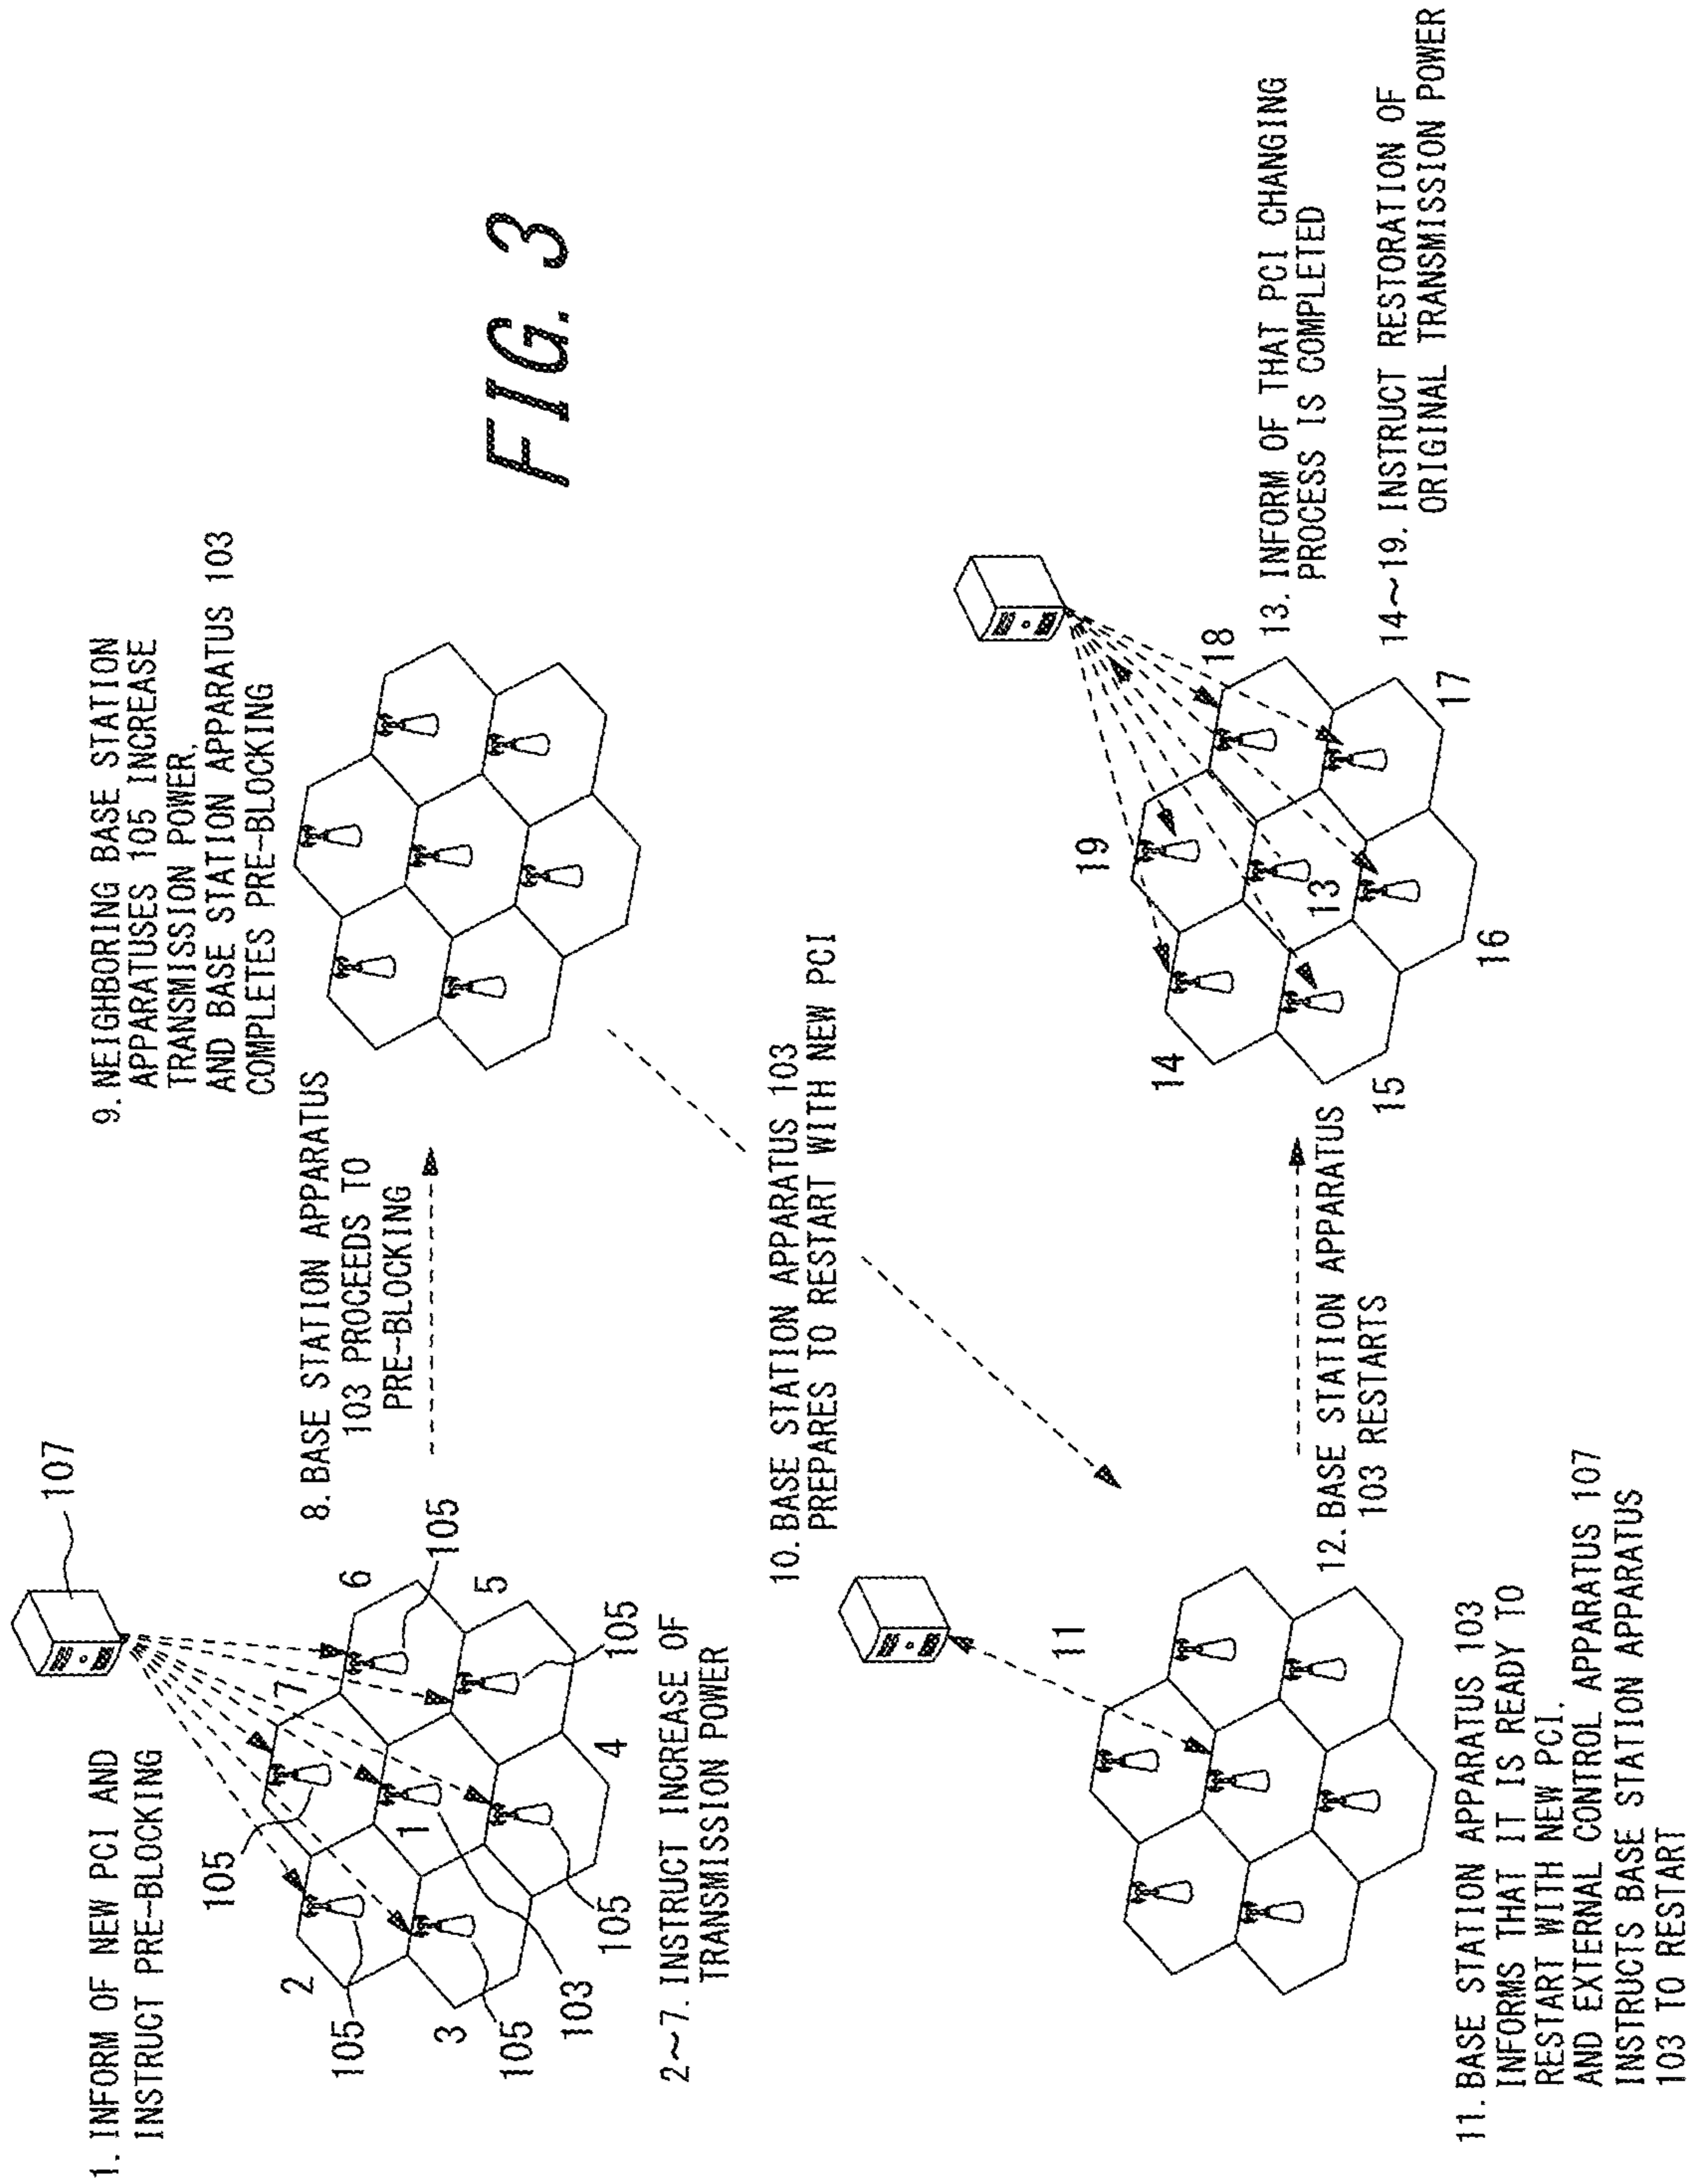 FIG. 3
1. INFORM OF NEW PCI AND
INSTRUCT PRE-BLOCKING
107
2
3
4
5
6
7
1
105
105
105
105
105
105
103
2~7. INSTRUCT INCREASE OF
TRANSMISSION POWER
8. BASE STATION APPARATUS
103 PROCEEDS TO
PRE-BLOCKING
9. NEIGHBORING BASE STATION
APPARATUSES 105 INCREASE
TRANSMISSION POWER,
AND BASE STATION APPARATUS 103
COMPLETES PRE-BLOCKING
10. BASE STATION APPARATUS 103
PREPARES TO RESTART WITH NEW PCI
11
11. BASE STATION APPARATUS 103
INFORMS THAT IT IS READY TO
RESTART WITH NEW PCI,
AND EXTERNAL CONTROL APPARATUS 107
INSTRUCTS BASE STATION APPARATUS
103 TO RESTART
12. BASE STATION APPARATUS
103 RESTARTS
14
15
16
17
18
19
13
13. INFORM OF THAT PCI CHANGING
PROCESS IS COMPLETED
14~19. INSTRUCT RESTORATION OF
ORIGINAL TRANSMISSION POWER